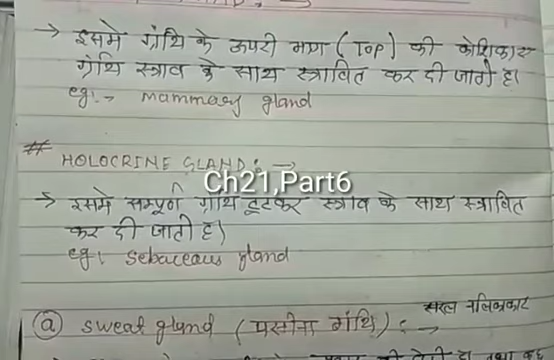 → इसमे ग्रंथि के ऊपरी भाग (Top) की कोशिकाए
ग्रंथि स्त्राव के साथ स्त्रावित कर दी जाती है।
eg:→ mammary gland
# HOLOCRINE GLAND: →
Ch21,Part6
→ इसमे सम्पूर्ण ग्रंथि टूटकर स्त्राव के साथ स्त्रावित
कर दी जाती है)
eg: sebaceous gland
सरल नलिकाकार
(a) sweat gland (पसीना ग्रंथि) : →